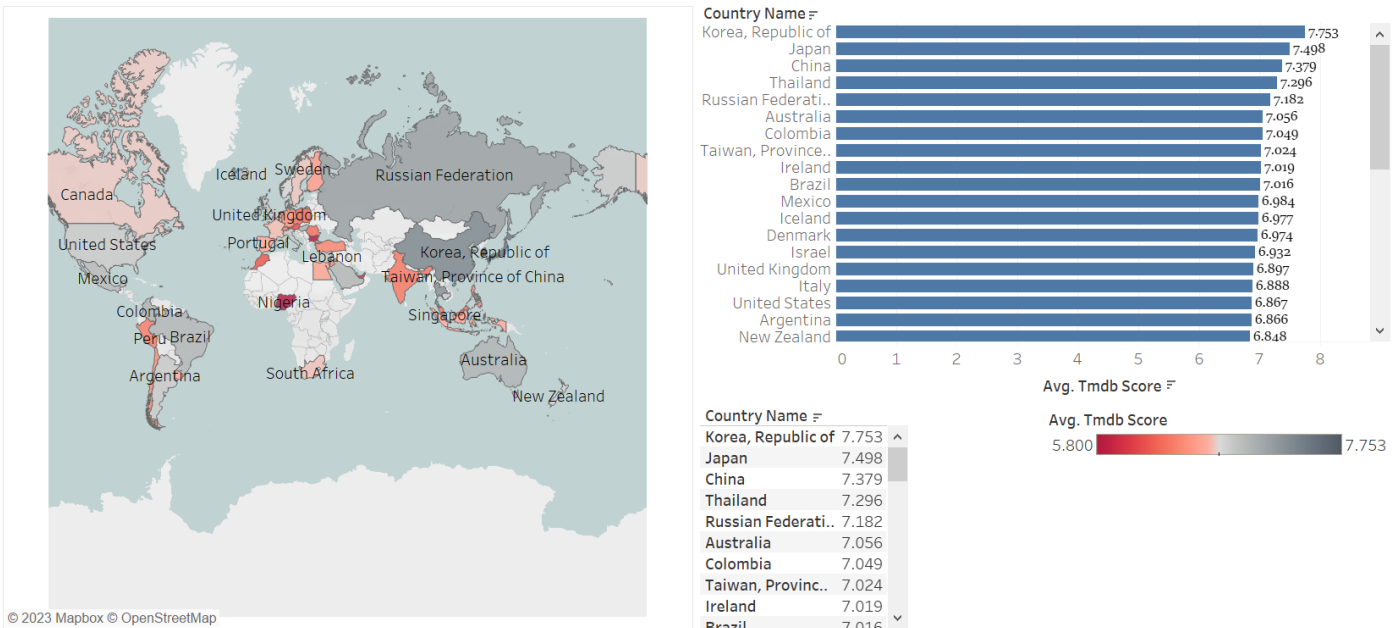 Iceland
Sweden
Russian Federation
Canada
United Kingdom
United States
Portugal
Lebanon
Korea, Republic of
Mexico
Taiwan, Province of China
Nigeria
Colombia
Singapore
Peru
Brazil
Argentina
South Africa
Australia
New Zealand
© 2023 Mapbox © OpenStreetMap
Country Name
Korea, Republic of 7.753
Japan 7.498
China 7.379
Thailand 7.296
Russian Federati.. 7.182
Australia 7.056
Colombia 7.049
Taiwan, Province.. 7.024
Ireland 7.019
Brazil 7.016
Mexico 6.984
Iceland 6.977
Denmark 6.974
Israel 6.932
United Kingdom 6.897
Italy 6.888
United States 6.867
Argentina 6.866
New Zealand 6.848
0 1 2 3 4 5 6 7 8
Avg. Tmdb Score
Country Name
Korea, Republic of 7.753
Japan 7.498
China 7.379
Thailand 7.296
Russian Federati.. 7.182
Australia 7.056
Colombia 7.049
Taiwan, Provinc.. 7.024
Ireland 7.019
Brazil 7.016
Avg. Tmdb Score
5.800 7.753